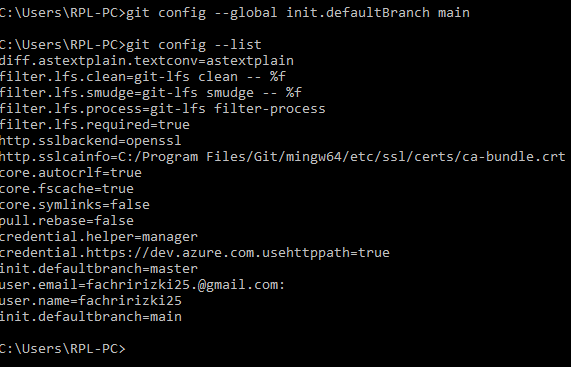 C:\Users\RPL-PC>git config --global init.defaultBranch main
C:\Users\RPL-PC>git config --list
diff.astextplain.textconv=astextplain
filter.lfs.clean=git-lfs clean -- %f
filter.lfs.smudge=git-lfs smudge -- %f
filter.lfs.process=git-lfs filter-process
filter.lfs.required=true
http.sslbackend=openssl
http.sslcainfo=C:/Program Files/Git/mingw64/etc/ssl/certs/ca-bundle.crt
core.autocrlf=true
core.fscache=true
core.symlinks=false
pull.rebase=false
credential.helper=manager
credential.https://dev.azure.com.usehttppath=true
init.defaultbranch=master
user.email=fachririzki25.@gmail.com:
user.name=fachririzki25
init.defaultbranch=main
C:\Users\RPL-PC>